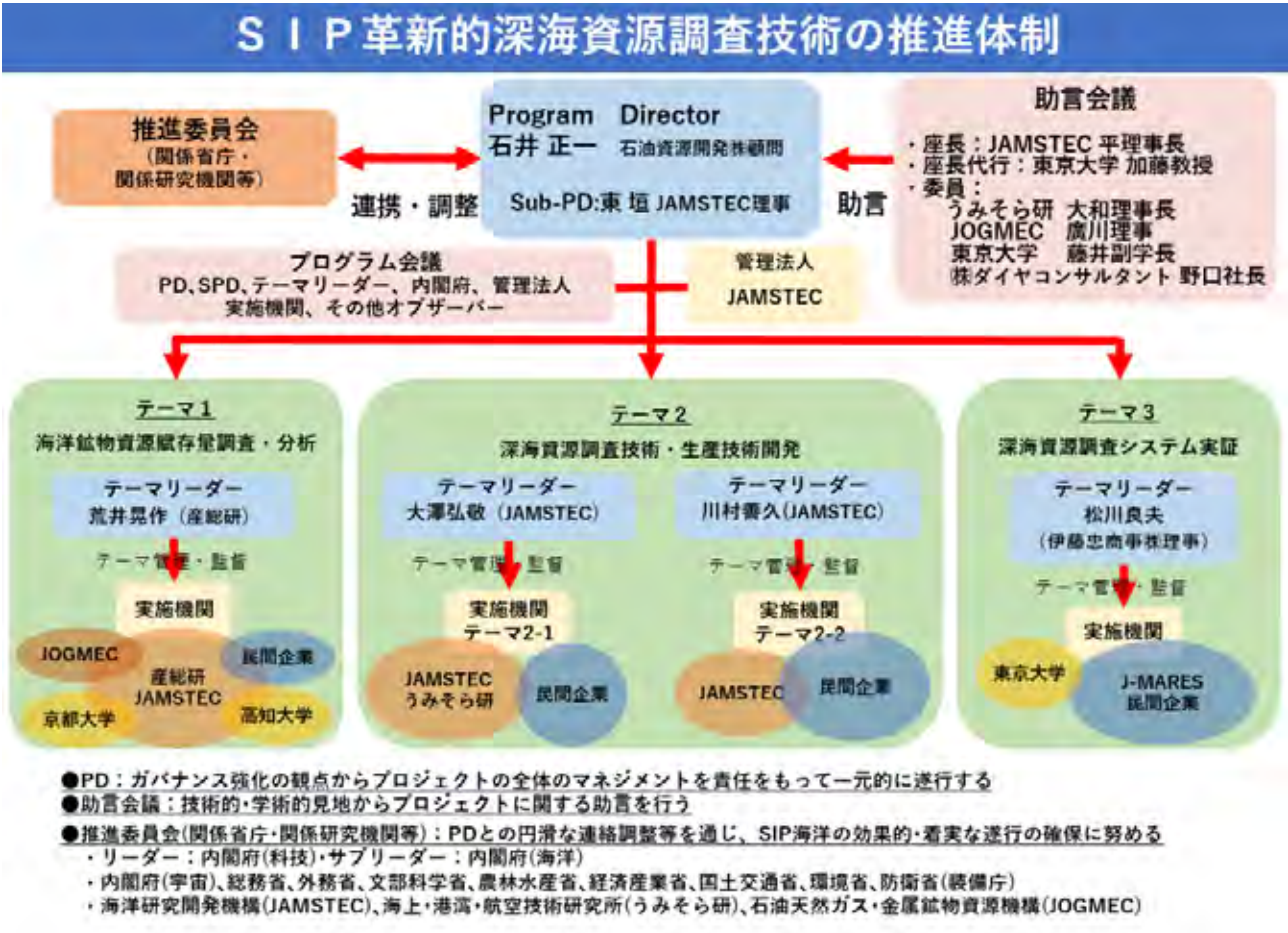 ＳＩＰ革新的深海資源調査技術の推進体制
推進委員会
(関係省庁・
関係研究機関等)
連携・調整
Program Director
石井 正一 石油資源開発㈱顧問
Sub-PD:東 垣 JAMSTEC理事
助言
助言会議
・座長：JAMSTEC 平理事長
・座長代行：東京大学 加藤教授
・委員：
うみそら研 大和理事長
JOGMEC 廣川理事
東京大学 藤井副学長
㈱ダイヤコンサルタント 野口社長
プログラム会議
PD、SPD、テーマリーダー、内閣府、管理法人
実施機関、その他オブザーバー
管理法人
JAMSTEC
テーマ1
海洋鉱物資源賦存量調査・分析
テーマリーダー
荒井晃作（産総研）
テーマ管理・監督
実施機関
JOGMEC
民間企業
産総研
JAMSTEC
京都大学
高知大学
テーマ2
深海資源調査技術・生産技術開発
テーマリーダー
大澤弘敬（JAMSTEC）
テーマ管理・監督
実施機関
テーマ2-1
JAMSTEC
うみそら研
民間企業
テーマリーダー
川村善久(JAMSTEC)
テーマ管理・監督
実施機関
テーマ2-2
JAMSTEC
民間企業
テーマ3
深海資源調査システム実証
テーマリーダー
松川良夫
(伊藤忠商事㈱理事)
テーマ管理・監督
実施機関
東京大学
J-MARES
民間企業
●PD：ガバナンス強化の観点からプロジェクトの全体のマネジメントを責任をもって一元的に遂行する
●助言会議：技術的・学術的見地からプロジェクトに関する助言を行う
●推進委員会(関係省庁・関係研究機関等)：PDとの円滑な連絡調整等を通じ、SIP海洋の効果的・着実な遂行の確保に努める
・リーダー：内閣府(科技)・サブリーダー：内閣府(海洋)
・内閣府(宇宙)、総務省、外務省、文部科学省、農林水産省、経済産業省、国土交通省、環境省、防衛省(装備庁)
・海洋研究開発機構(JAMSTEC)、海上・港湾・航空技術研究所(うみそら研)、石油天然ガス・金属鉱物資源機構(JOGMEC)